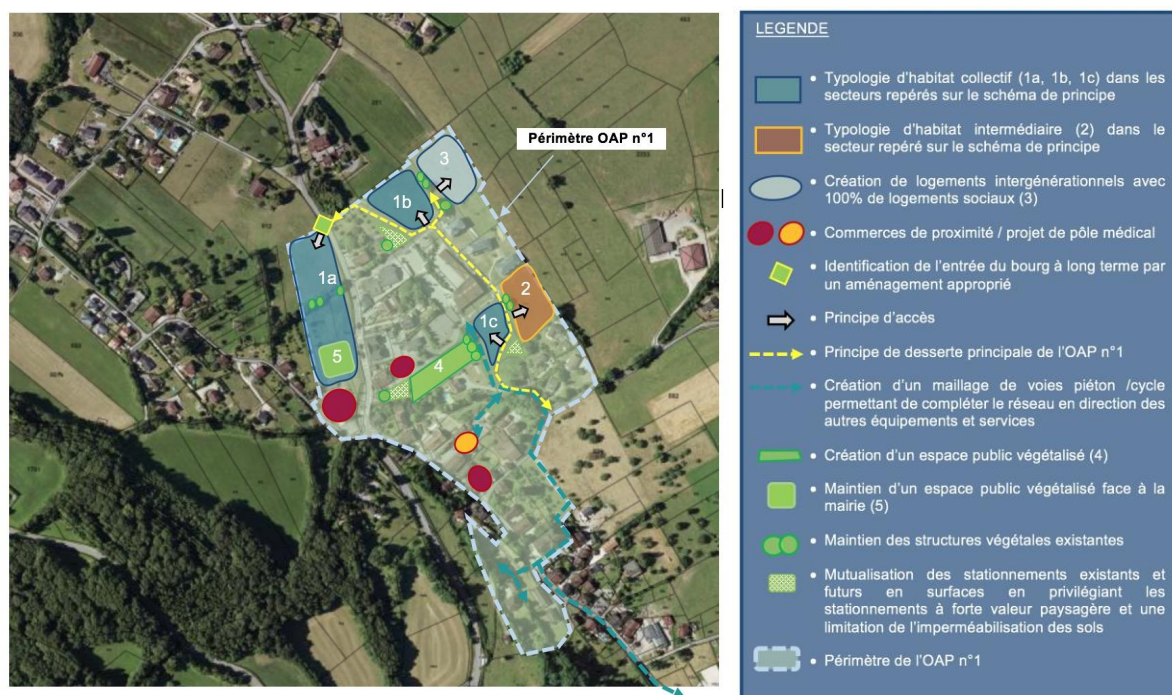 Périmètre OAP n°1
3
1b
1a
2
1c
5
4
LEGENDE
• Typologie d'habitat collectif (1a, 1b, 1c) dans les
secteurs repérés sur le schéma de principe
• Typologie d'habitat intermédiaire (2) dans le
secteur repéré sur le schéma de principe
• Création de logements intergénérationnels avec
100% de logements sociaux (3)
• Commerces de proximité / projet de pôle médical
• Identification de l'entrée du bourg à long terme par
un aménagement approprié
• Principe d'accès
• Principe de desserte principale de l'OAP n°1
• Création d'un maillage de voies piéton /cycle
permettant de compléter le réseau en direction des
autres équipements et services
• Création d'un espace public végétalisé (4)
• Maintien d'un espace public végétalisé face à la
mairie (5)
• Maintien des structures végétales existantes
• Mutualisation des stationnements existants et
futurs en surfaces en privilégiant les
stationnements à forte valeur paysagère et une
limitation de l'imperméabilisation des sols
• Périmètre de l'OAP n°1